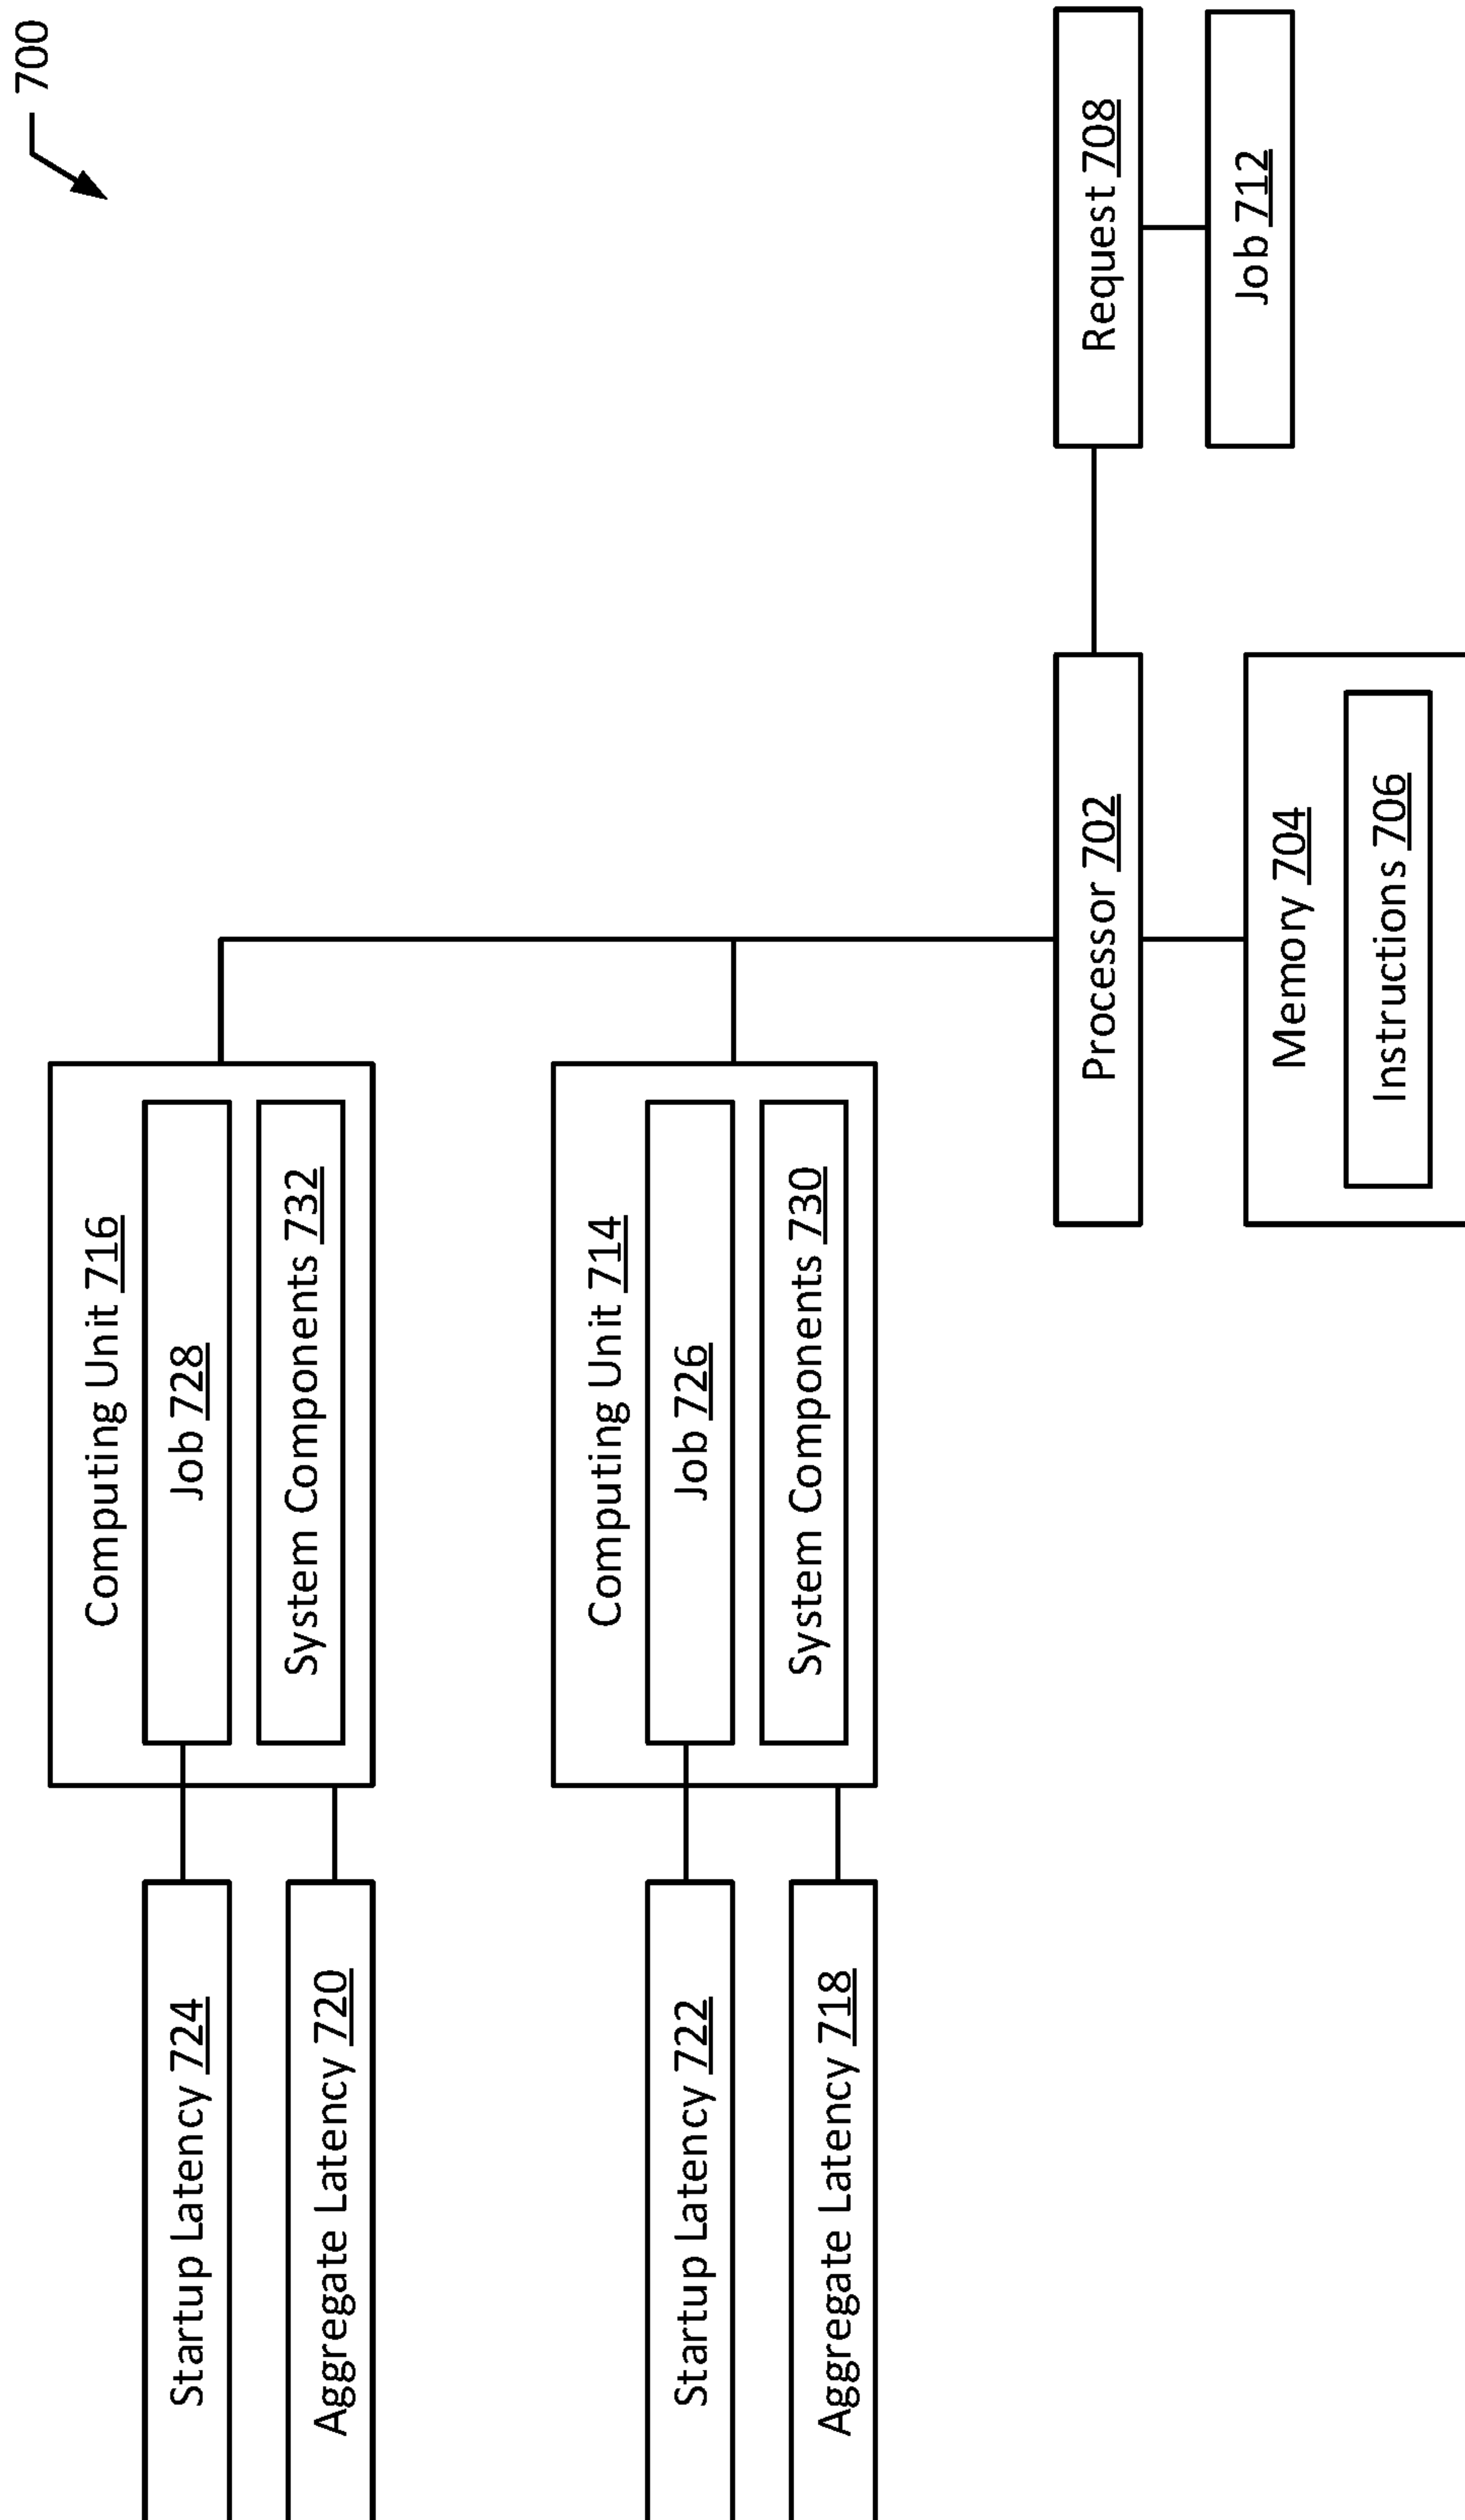 700
Startup Latency 724
Computing Unit 716
Job 728
Aggregate Latency 720
System Components 732
Startup Latency 722
Computing Unit 714
Job 726
Aggregate Latency 718
System Components 730
Processor 702
Request 708
Memory 704
Job 712
Instructions 706